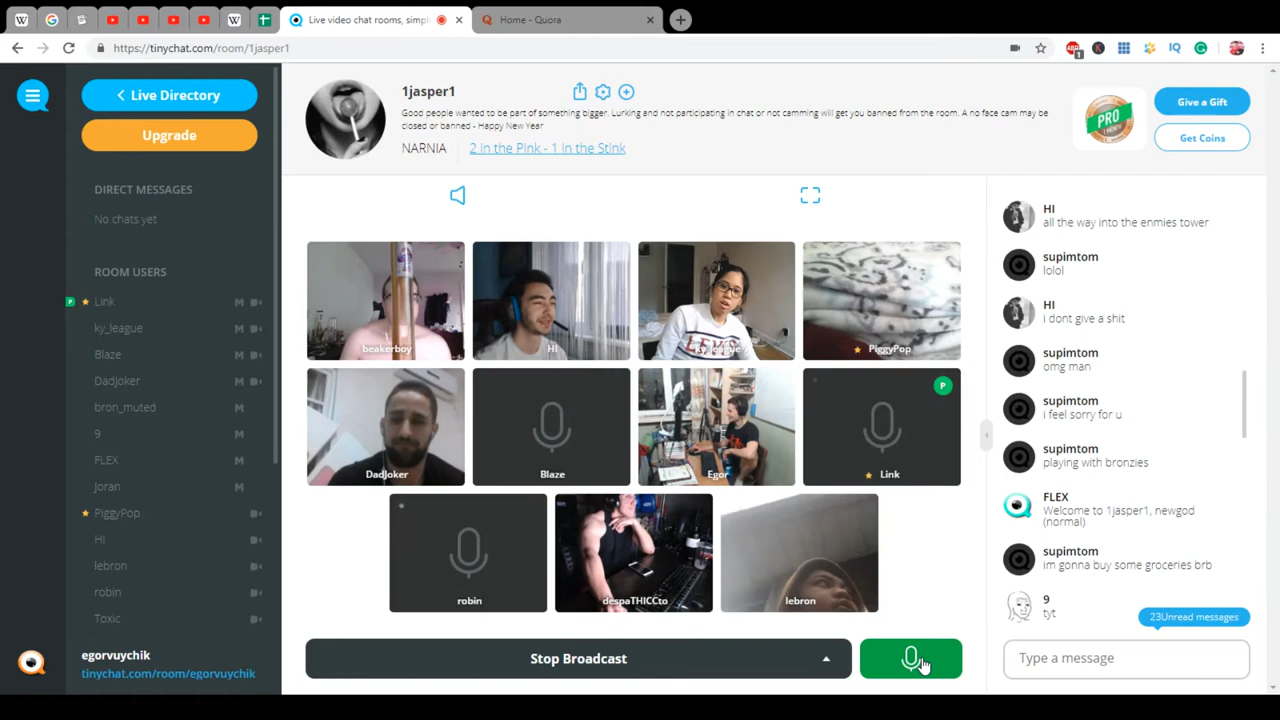 Live video chat rooms, simpl
Home - Quora
https://tinychat.com/room/1jasper1
1
Live Directory
Upgrade
DIRECT MESSAGES
No chats yet
ROOM USERS
P
Link M
ky_league M
Blaze M
DadJoker M
bron_muted M
9 M
FLEX M
Joran M
PiggyPop
HI
lebron
robin
Toxic
egorvuychik
tinychat.com/room/egorvuychik
1jasper1
Good people wanted to be part of something bigger. Lurking and not participating in chat or not camming will get you banned from the room. A no face cam may be
closed or banned - Happy New Year
NARNIA
2 in the Pink - 1 in the Stink
PRO
1 MONTH
Give a Gift
Get Coins
beakerboy
HI
ky_league
PiggyPop
DadJoker
Blaze
Egor
P
Link
robin
despaTHICCto
lebron
Stop Broadcast
HI
all the way into the enmies tower
supimtom
lolol
HI
i dont give a shit
supimtom
omg man
supimtom
i feel sorry for u
supimtom
playing with bronzies
FLEX
Welcome to 1jasper1, newgod
(normal)
supimtom
im gonna buy some groceries brb
9
tyt
23Unread messages
Type a message